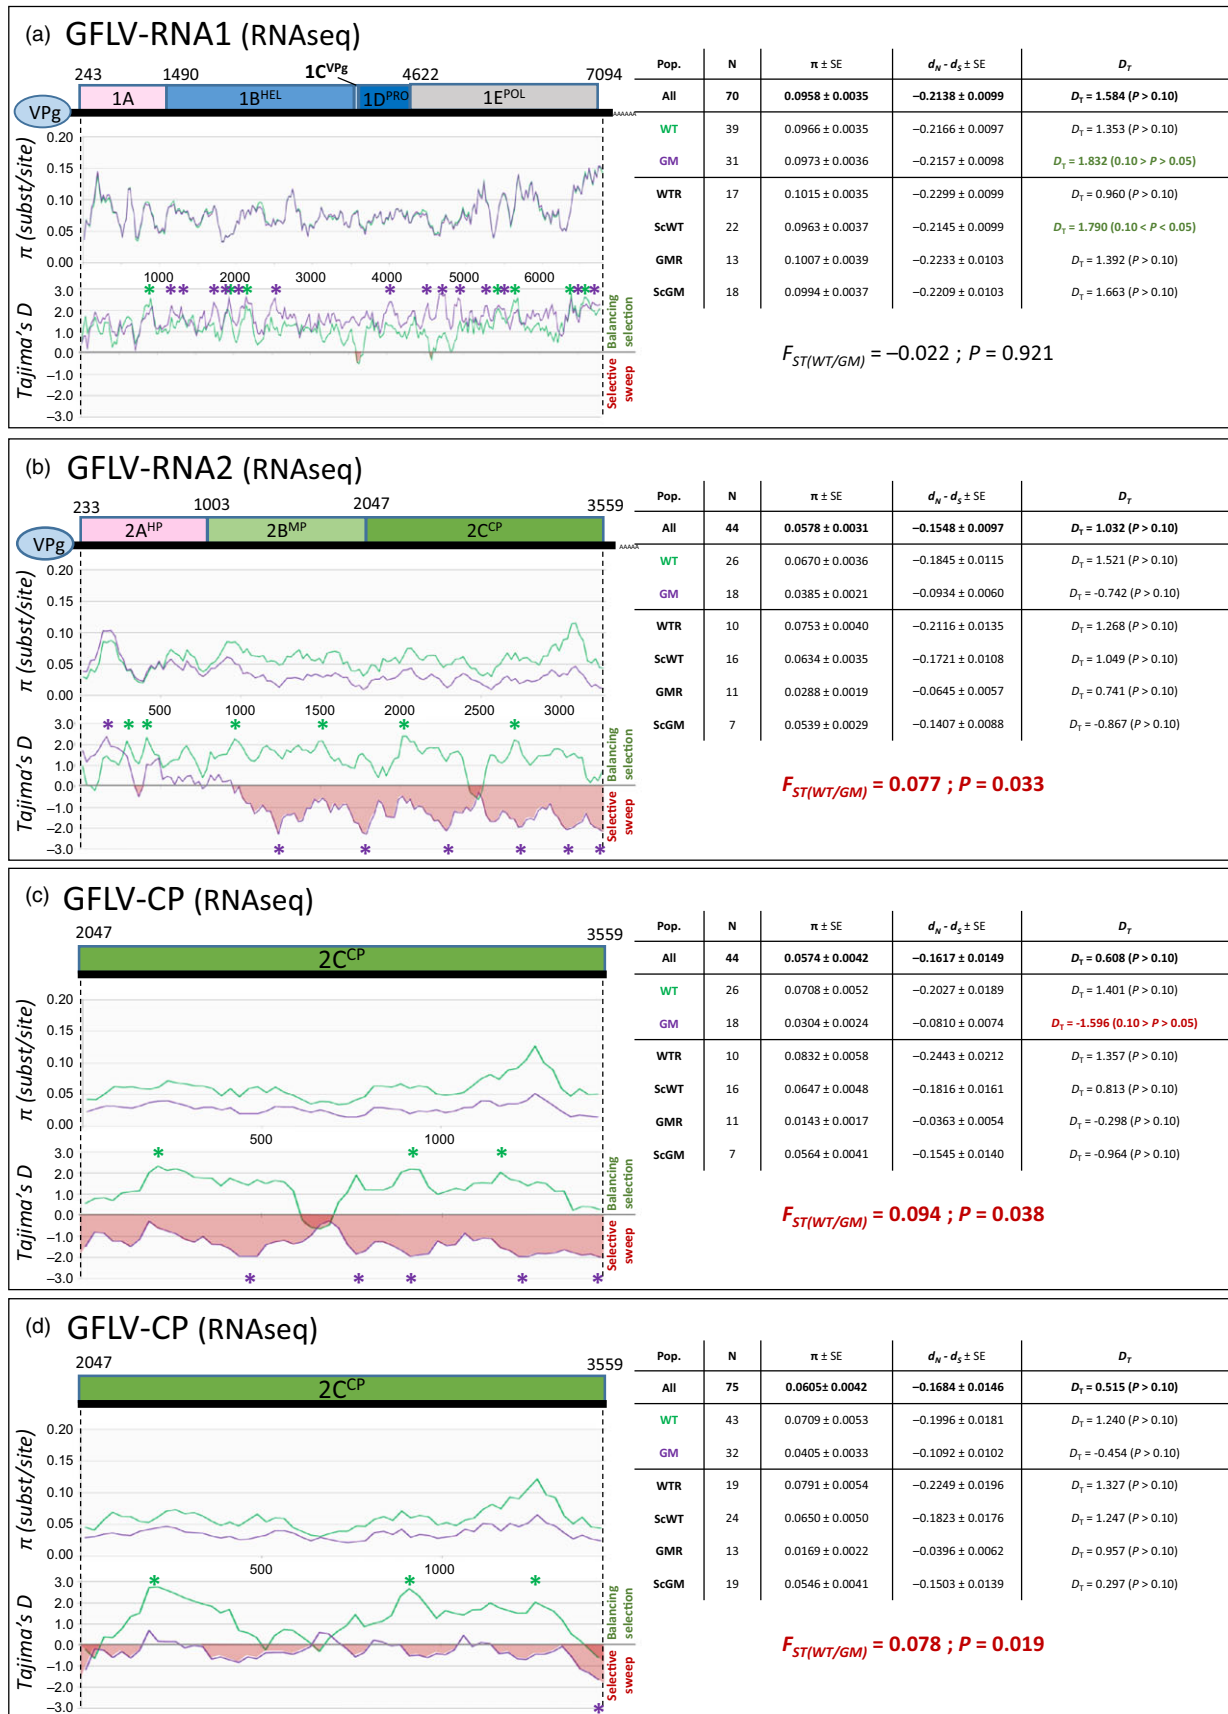 (a) GFLV-RNA1 (RNAseq)
243 1490 1C^VPg 4622 7094
1A 1B^HEL 1D^PRO 1E^POL
VPg
AAAAAA
π (subst/site)
0.20
0.15
0.10
0.05
0.00
1000 2000 3000 4000 5000 6000
* * * * * * * * * * * * * * * * * * * *
Tajima's D
3.0
2.0
1.0
0.0
−1.0
−2.0
−3.0
Balancing selection
Selective sweep
Pop. N π ± SE d_N - d_S ± SE D_T
All 70 0.0958 ± 0.0035 −0.2138 ± 0.0099 D_T = 1.584 (P > 0.10)
WT 39 0.0966 ± 0.0035 −0.2166 ± 0.0097 D_T = 1.353 (P > 0.10)
GM 31 0.0973 ± 0.0036 −0.2157 ± 0.0098 D_T = 1.832 (0.10 > P > 0.05)
WTR 17 0.1015 ± 0.0035 −0.2299 ± 0.0099 D_T = 0.960 (P > 0.10)
ScWT 22 0.0963 ± 0.0037 −0.2145 ± 0.0099 D_T = 1.790 (0.10 < P < 0.05)
GMR 13 0.1007 ± 0.0039 −0.2233 ± 0.0103 D_T = 1.392 (P > 0.10)
ScGM 18 0.0994 ± 0.0037 −0.2209 ± 0.0103 D_T = 1.663 (P > 0.10)
F_ST(WT/GM) = −0.022 ; P = 0.921
(b) GFLV-RNA2 (RNAseq)
233 1003 2047 3559
2A^HP 2B^MP 2C^CP
VPg
AAAAA
π (subst/site)
0.20
0.15
0.10
0.05
0.00
500 1000 1500 2000 2500 3000
* * * * * * *
Tajima's D
3.0
2.0
1.0
0.0
−1.0
−2.0
−3.0
* * * * * *
Balancing selection
Selective sweep
Pop. N π ± SE d_N - d_S ± SE D_T
All 44 0.0578 ± 0.0031 −0.1548 ± 0.0097 D_T = 1.032 (P > 0.10)
WT 26 0.0670 ± 0.0036 −0.1845 ± 0.0115 D_T = 1.521 (P > 0.10)
GM 18 0.0385 ± 0.0021 −0.0934 ± 0.0060 D_T = -0.742 (P > 0.10)
WTR 10 0.0753 ± 0.0040 −0.2116 ± 0.0135 D_T = 1.268 (P > 0.10)
ScWT 16 0.0634 ± 0.0035 −0.1721 ± 0.0108 D_T = 1.049 (P > 0.10)
GMR 11 0.0288 ± 0.0019 −0.0645 ± 0.0057 D_T = 0.741 (P > 0.10)
ScGM 7 0.0539 ± 0.0029 −0.1407 ± 0.0088 D_T = -0.867 (P > 0.10)
F_ST(WT/GM) = 0.077 ; P = 0.033
(c) GFLV-CP (RNAseq)
2047 3559
2C^CP
π (subst/site)
0.20
0.15
0.10
0.05
0.00
500 1000
* * *
Tajima's D
3.0
2.0
1.0
0.0
−1.0
−2.0
−3.0
* * * * *
Balancing selection
Selective sweep
Pop. N π ± SE d_N - d_S ± SE D_T
All 44 0.0574 ± 0.0042 −0.1617 ± 0.0149 D_T = 0.608 (P > 0.10)
WT 26 0.0708 ± 0.0052 −0.2027 ± 0.0189 D_T = 1.401 (P > 0.10)
GM 18 0.0304 ± 0.0024 −0.0810 ± 0.0074 D_T = -1.596 (0.10 > P > 0.05)
WTR 10 0.0832 ± 0.0058 −0.2443 ± 0.0212 D_T = 1.357 (P > 0.10)
ScWT 16 0.0647 ± 0.0048 −0.1816 ± 0.0161 D_T = 0.813 (P > 0.10)
GMR 11 0.0143 ± 0.0017 −0.0363 ± 0.0054 D_T = -0.298 (P > 0.10)
ScGM 7 0.0564 ± 0.0041 −0.1545 ± 0.0140 D_T = -0.964 (P > 0.10)
F_ST(WT/GM) = 0.094 ; P = 0.038
(d) GFLV-CP (RNAseq)
2047 3559
2C^CP
π (subst/site)
0.20
0.15
0.10
0.05
0.00
500 1000
* * *
Tajima's D
3.0
2.0
1.0
0.0
−1.0
−2.0
−3.0
*
Balancing selection
Selective sweep
Pop. N π ± SE d_N - d_S ± SE D_T
All 75 0.0605± 0.0042 −0.1684 ± 0.0146 D_T = 0.515 (P > 0.10)
WT 43 0.0709 ± 0.0053 −0.1996 ± 0.0181 D_T = 1.240 (P > 0.10)
GM 32 0.0405 ± 0.0033 −0.1092 ± 0.0102 D_T = -0.454 (P > 0.10)
WTR 19 0.0791 ± 0.0054 −0.2249 ± 0.0196 D_T = 1.327 (P > 0.10)
ScWT 24 0.0650 ± 0.0050 −0.1823 ± 0.0176 D_T = 1.247 (P > 0.10)
GMR 13 0.0169 ± 0.0022 −0.0396 ± 0.0062 D_T = 0.957 (P > 0.10)
ScGM 19 0.0546 ± 0.0041 −0.1503 ± 0.0139 D_T = 0.297 (P > 0.10)
F_ST(WT/GM) = 0.078 ; P = 0.019